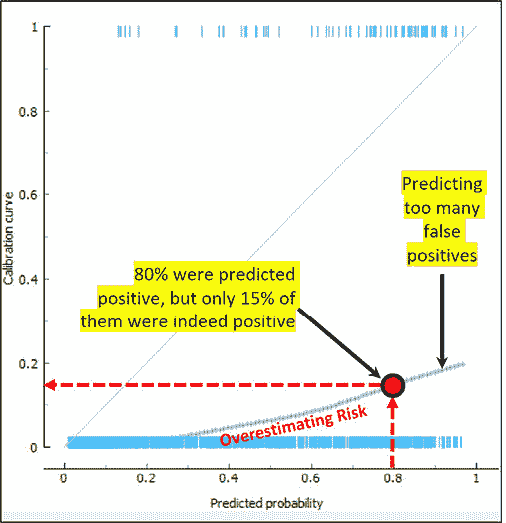 1
0.8
0.6
0.4
0.2
0
Calibration curve
Predicting
too many
false
positives
80% were predicted
positive, but only 15% of
them were indeed positive
Overestimating Risk
0
0.2
0.4
0.6
0.8
1
Predicted probability